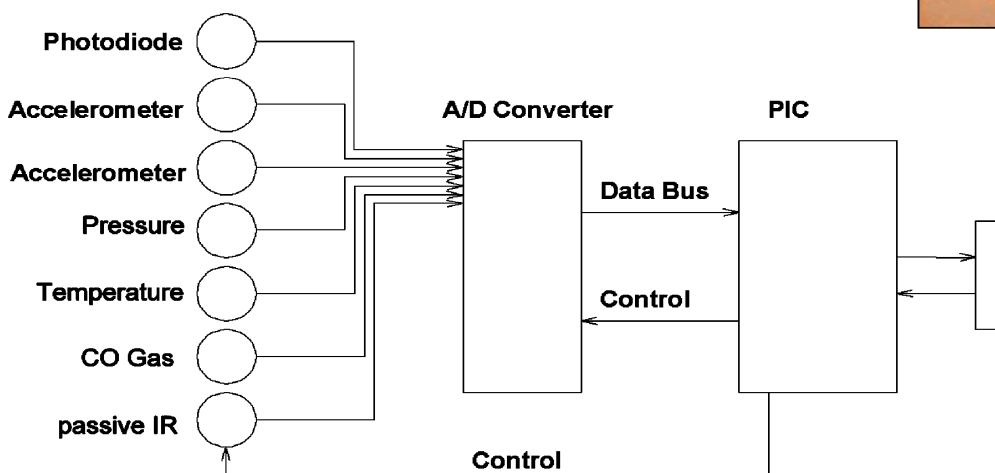 Photodiode
Accelerometer
A/D Converter
PIC
Accelerometer
Data Bus
Pressure
Temperature
Control
CO Gas
passive IR
Control